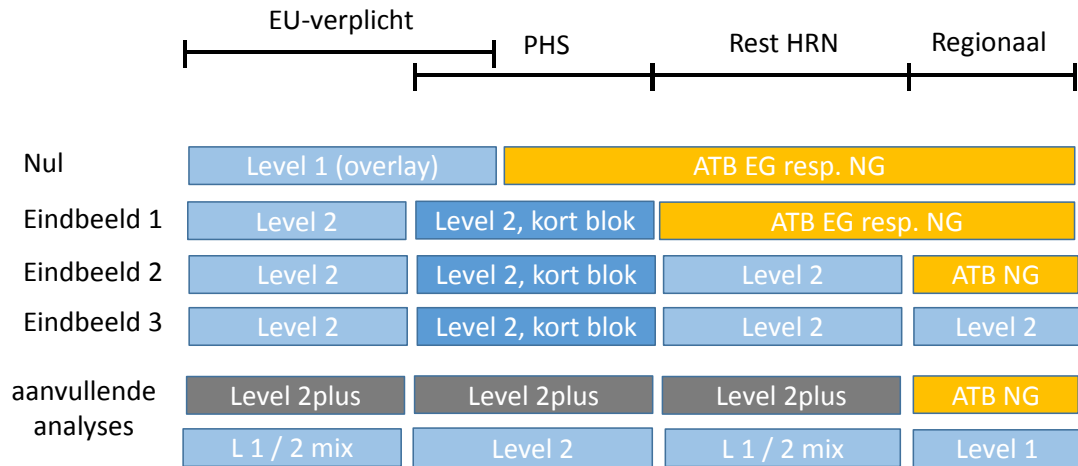 EU-verplicht
PHS Rest HRN Regionaal
Nul Level 1 (overlay) ATB EG resp. NG
Eindbeeld 1 Level 2 Level 2, kort blok ATB EG resp. NG
Eindbeeld 2 Level 2 Level 2, kort blok Level 2 ATB NG
Eindbeeld 3 Level 2 Level 2, kort blok Level 2 Level 2
aanvullende
analyses
Level 2plus Level 2plus Level 2plus ATB NG
L 1 / 2 mix Level 2 L 1 / 2 mix Level 1